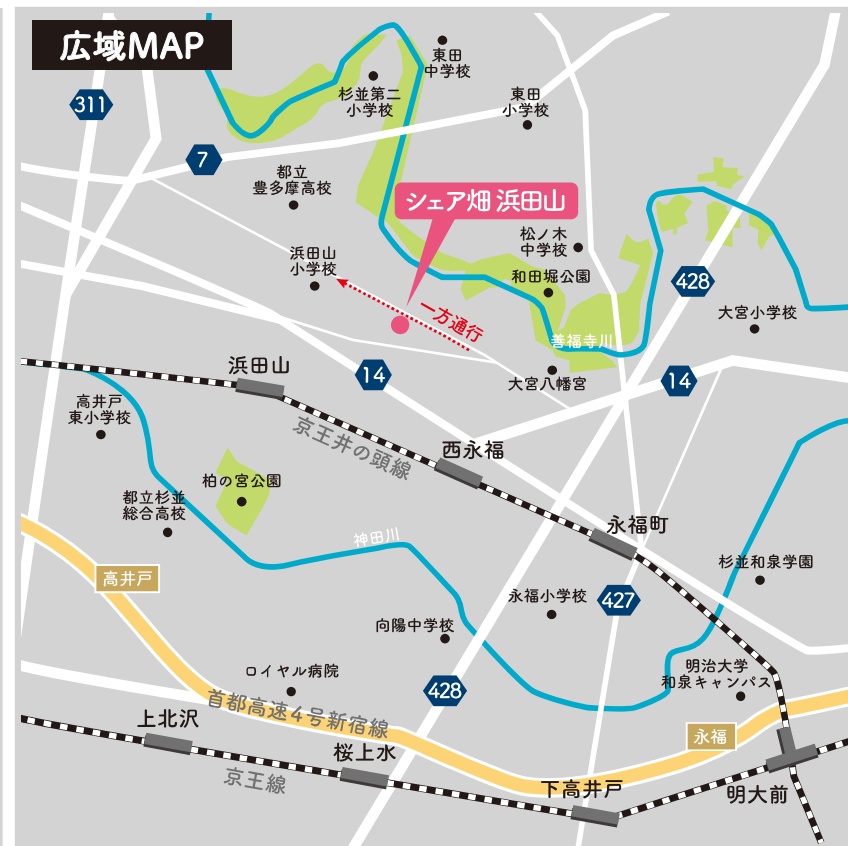 広域MAP
東田
中学校
杉並第二
小学校
東田
小学校
311
7
都立
豊多摩高校
シェア畑 浜田山
松ノ木
中学校
浜田山
小学校
和田堀公園
428
一方通行
大宮小学校
善福寺川
浜田山
14
大宮八幡宮
14
高井戸
東小学校
京王井の頭線
西永福
柏の宮公園
都立杉並
総合高校
永福町
神田川
高井戸
杉並和泉学園
永福小学校
427
向陽中学校
ロイヤル病院
428
明治大学
和泉キャンパス
首都高速4号新宿線
上北沢
永福
桜上水
京王線
下高井戸
明大前